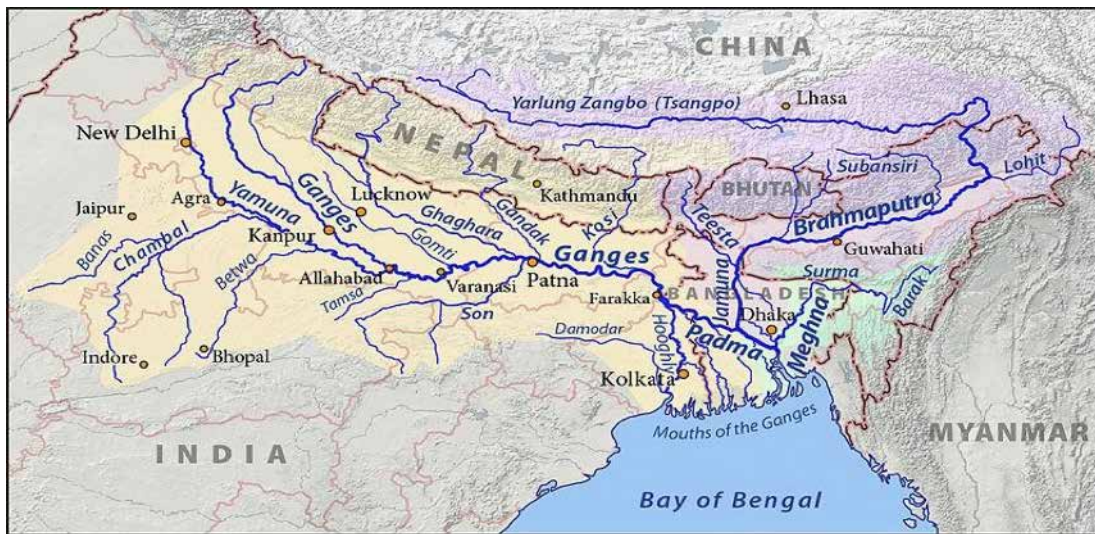 CHINA
Yarlung Zangbo (Tsangpo)
Lhasa
New Delhi
NEPAL
Subansiri
Lohit
BHUTAN
Kathmandu
Jaipur
Agra
Yamuna
Ganges
Lucknow
Ghaghara
Gandak
Kosi
Teesta
Brahmaputra
Banas
Chambal
Kanpur
Gomti
Ganges
Guwahati
Betwa
Allahabad
Tamsa
Varanasi
Patna
Surma
Barak
Farakka
BANGLADESH
Jamuna
Son
Dhaka
Meghna
Damodar
Hooghly
Padma
Indore
Bhopal
Kolkata
Mouths of the Ganges
INDIA
MYANMAR
Bay of Bengal